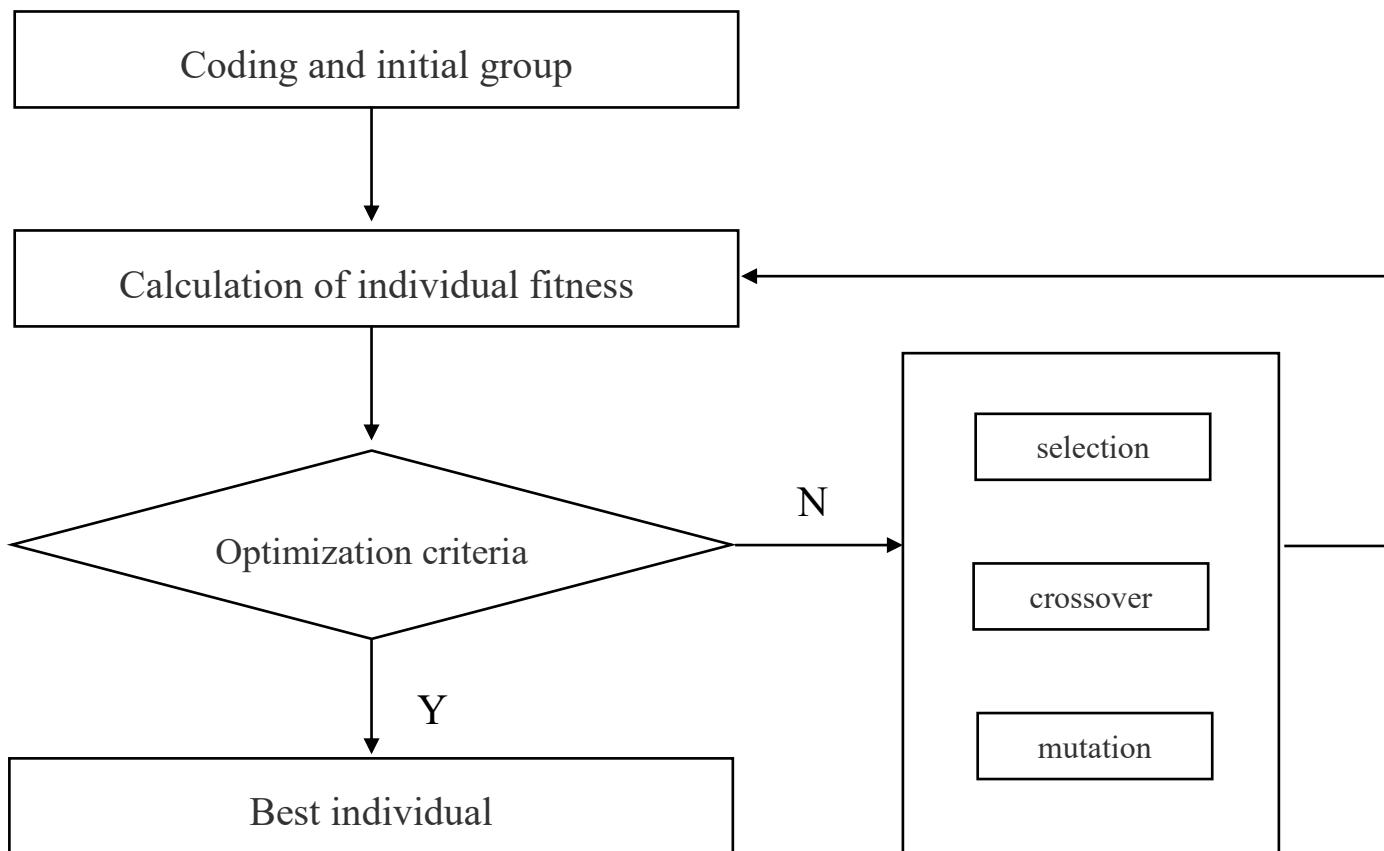 Coding and initial group
Calculation of individual fitness
selection
N
Optimization criteria
crossover
Y
mutation
Best individual